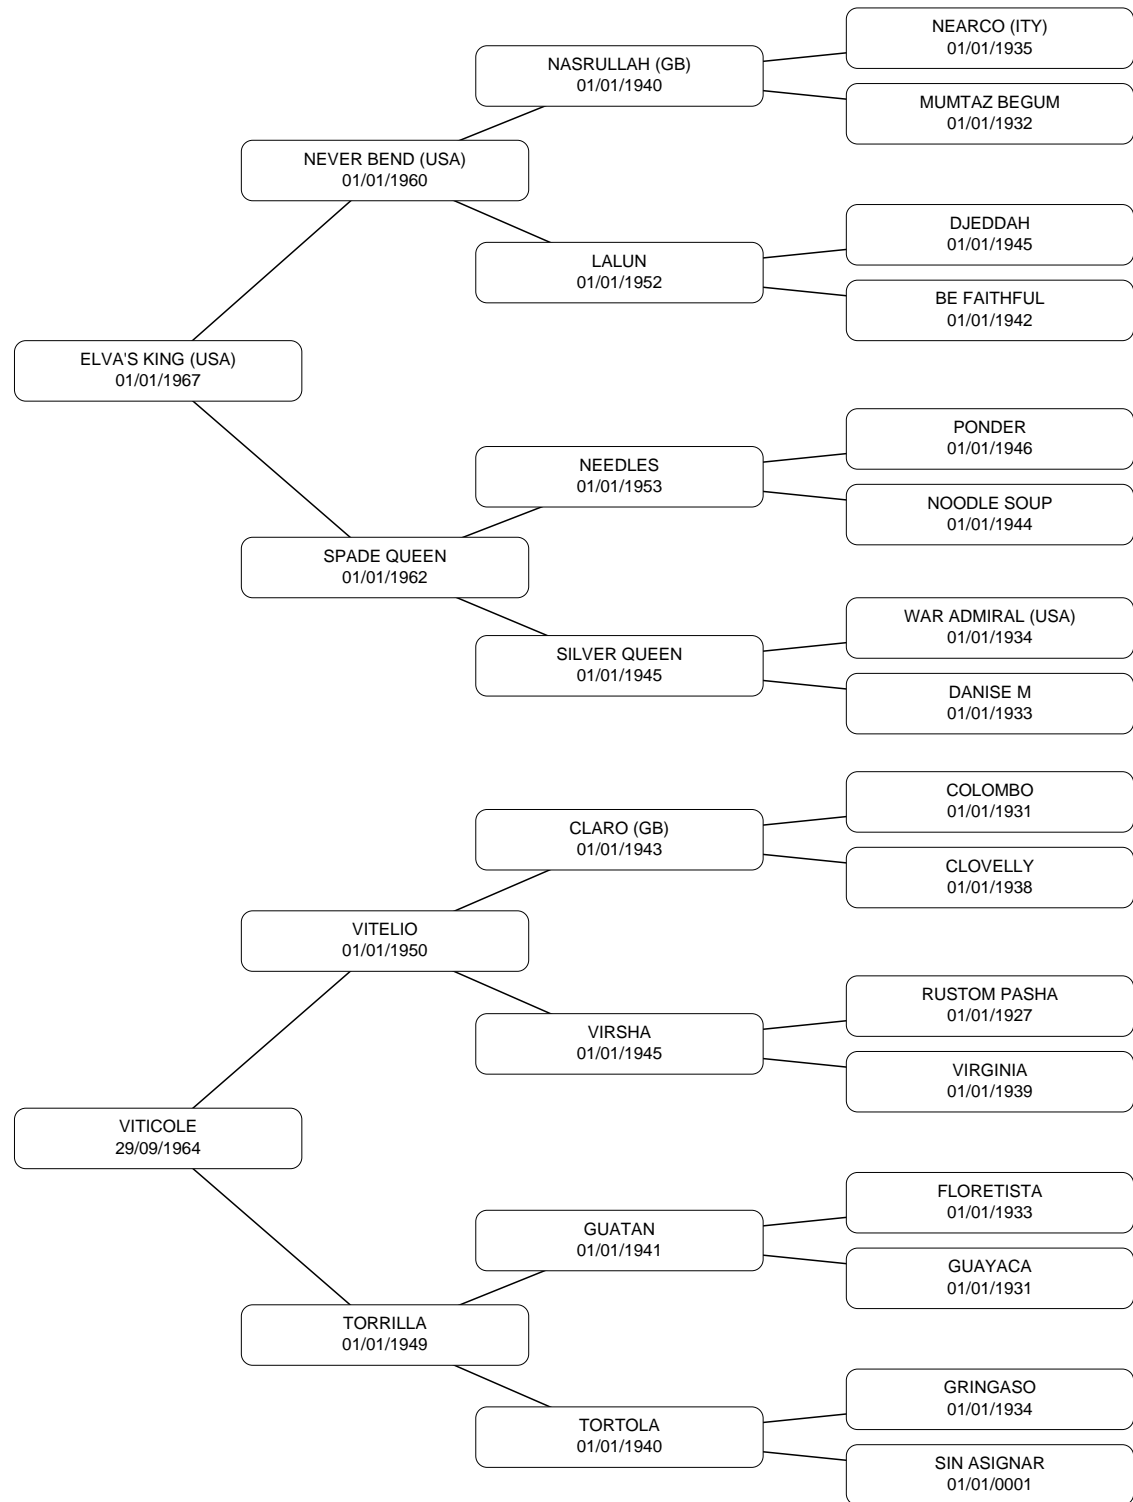 NEARCO (ITY)
01/01/1935
NASRULLAH (GB)
01/01/1940
MUMTAZ BEGUM
01/01/1932
NEVER BEND (USA)
01/01/1960
DJEDDAH
01/01/1945
LALUN
01/01/1952
BE FAITHFUL
01/01/1942
ELVA'S KING (USA)
01/01/1967
PONDER
01/01/1946
NEEDLES
01/01/1953
NOODLE SOUP
01/01/1944
SPADE QUEEN
01/01/1962
WAR ADMIRAL (USA)
01/01/1934
SILVER QUEEN
01/01/1945
DANISE M
01/01/1933
COLOMBO
01/01/1931
CLARO (GB)
01/01/1943
CLOVELLY
01/01/1938
VITELIO
01/01/1950
RUSTOM PASHA
01/01/1927
VIRSHA
01/01/1945
VIRGINIA
01/01/1939
VITICOLE
29/09/1964
FLORETISTA
01/01/1933
GUATAN
01/01/1941
GUAYACA
01/01/1931
TORRILLA
01/01/1949
GRINGASO
01/01/1934
TORTOLA
01/01/1940
SIN ASIGNAR
01/01/0001